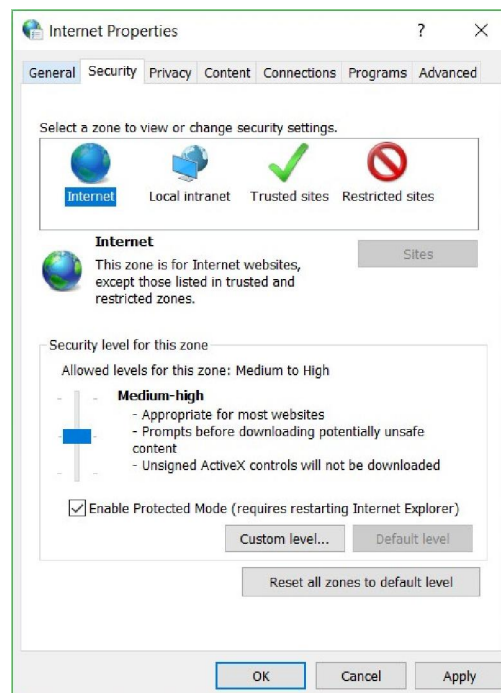 Internet Properties
?
General Security Privacy Content Connections Programs Advanced
Select a zone to view or change security settings.
Internet Local intranet Trusted sites Restricted sites
Internet
Sites
This zone is for Internet websites,
except those listed in trusted and
restricted zones.
Security level for this zone
Allowed levels for this zone: Medium to High
Medium-high
- Appropriate for most websites
- Prompts before downloading potentially unsafe
content
- Unsigned ActiveX controls will not be downloaded
Enable Protected Mode (requires restarting Internet Explorer)
Custom level... Default level
Reset all zones to default level
OK Cancel Apply